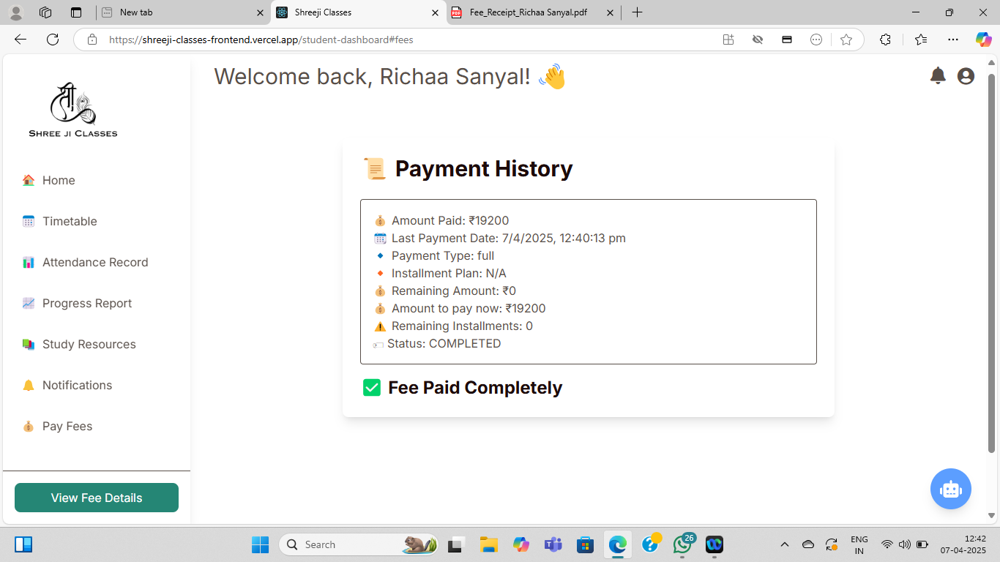 New tab
Shreeji Classes
Fee_Receipt_Richaa Sanyal.pdf
https://shreeji-classes-frontend.vercel.app/student-dashboard#fees
श्री
SHREE JI CLASSES
Welcome back, Richaa Sanyal! 👋
🏠 Home
📅 Timetable
📊 Attendance Record
📈 Progress Report
📚 Study Resources
🔔 Notifications
💰 Pay Fees
View Fee Details
📜 Payment History
💰 Amount Paid: ₹19200
📅 Last Payment Date: 7/4/2025, 12:40:13 pm
🔹 Payment Type: full
🔸 Installment Plan: N/A
💰 Remaining Amount: ₹0
💰 Amount to pay now: ₹19200
⚠️ Remaining Installments: 0
🏷️ Status: COMPLETED
✅ Fee Paid Completely
Search
26
ENG
IN
12:42
07-04-2025